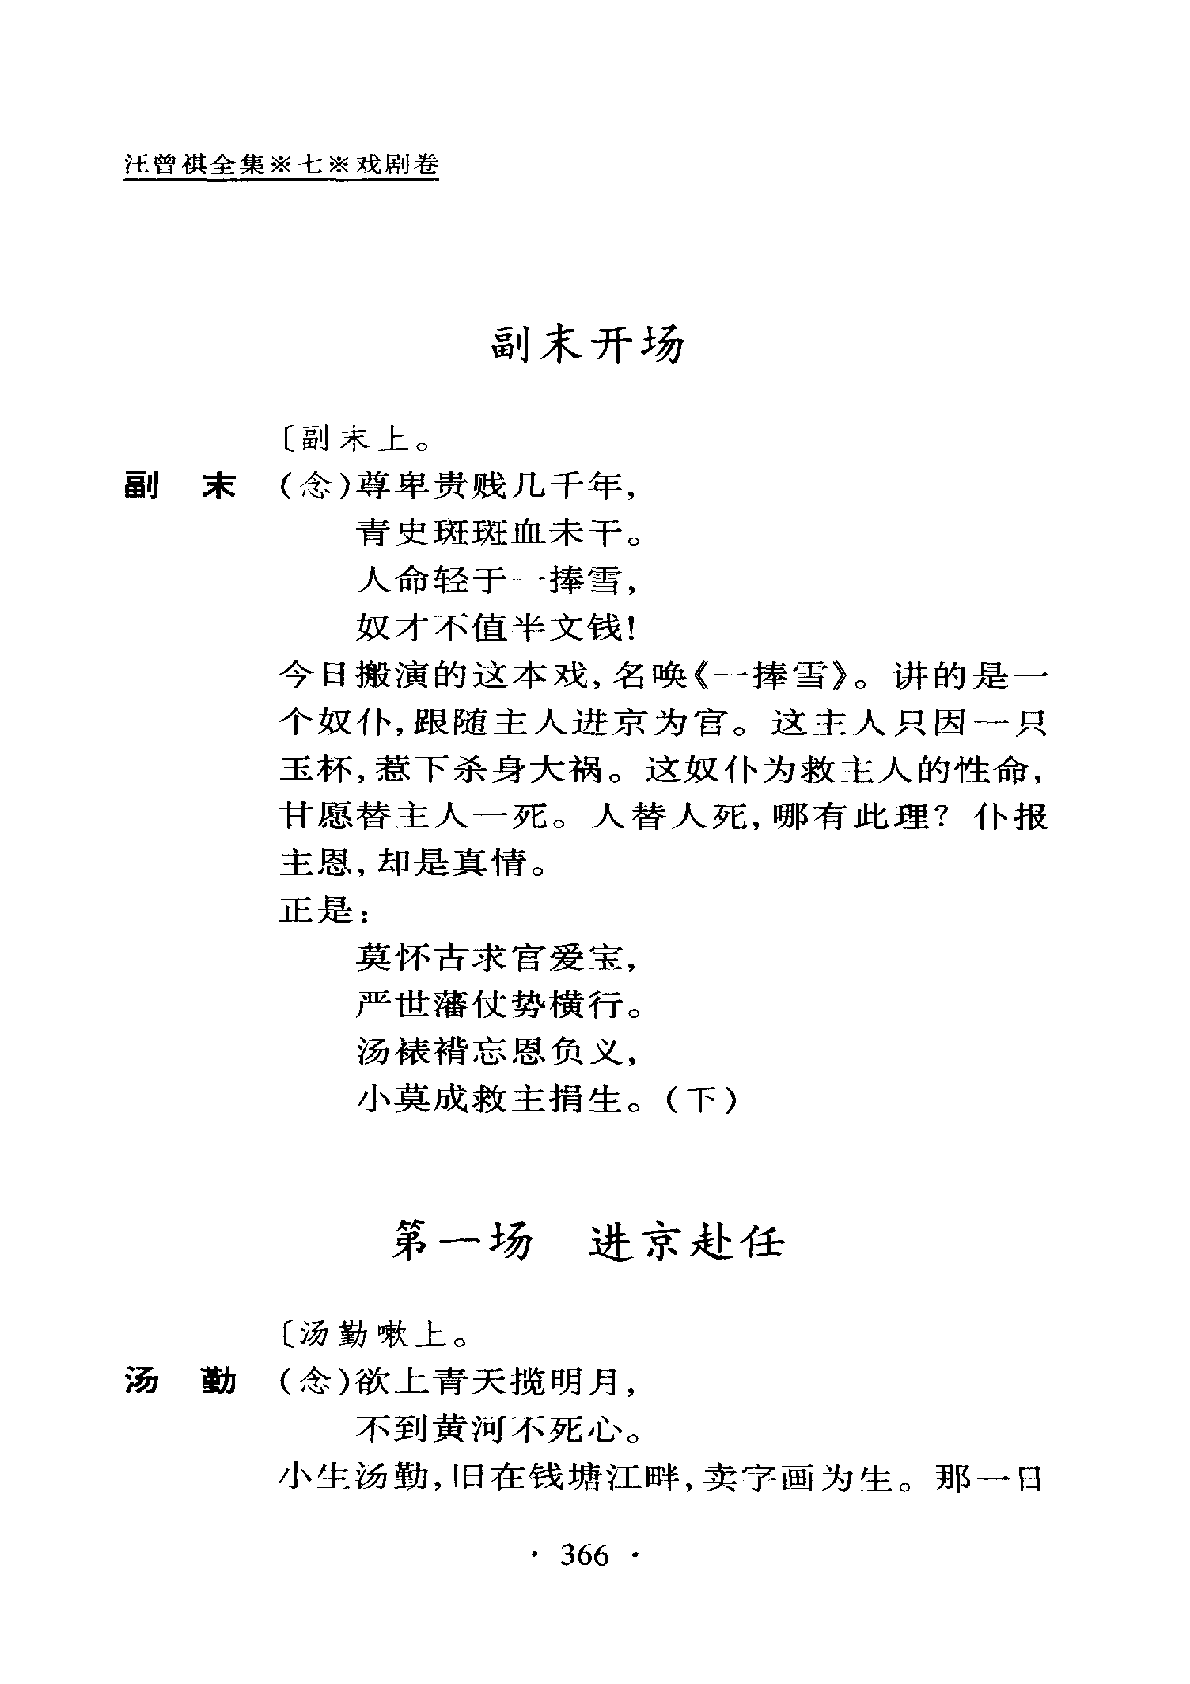 汪曾祺全集※七※戏剧卷
副末开场
〔副末上。
副　末　(念)尊卑贵贱几千年，
青史斑斑血未干。
人命轻于一捧雪，
奴才不值半文钱!
今日搬演的这本戏,名唤《一捧雪》。讲的是一
个奴仆,跟随主人进京为官。这主人只因一只
玉杯,惹下杀身大祸。这奴仆为救主人的性命,
甘愿替主人一死。人替人死,哪有此理? 仆报
主恩,却是真情。
正是:
莫怀古求官爱宝,
严世藩仗势横行。
汤裱褙忘恩负义,
小莫成救主捐生。(下)
第一场　进京赴任
〔汤勤嗽上。
汤　勤　(念)欲上青天揽明月,
不到黄河不死心。
小生汤勤,旧在钱塘江畔,卖字画为生。那一日
· 366 ·